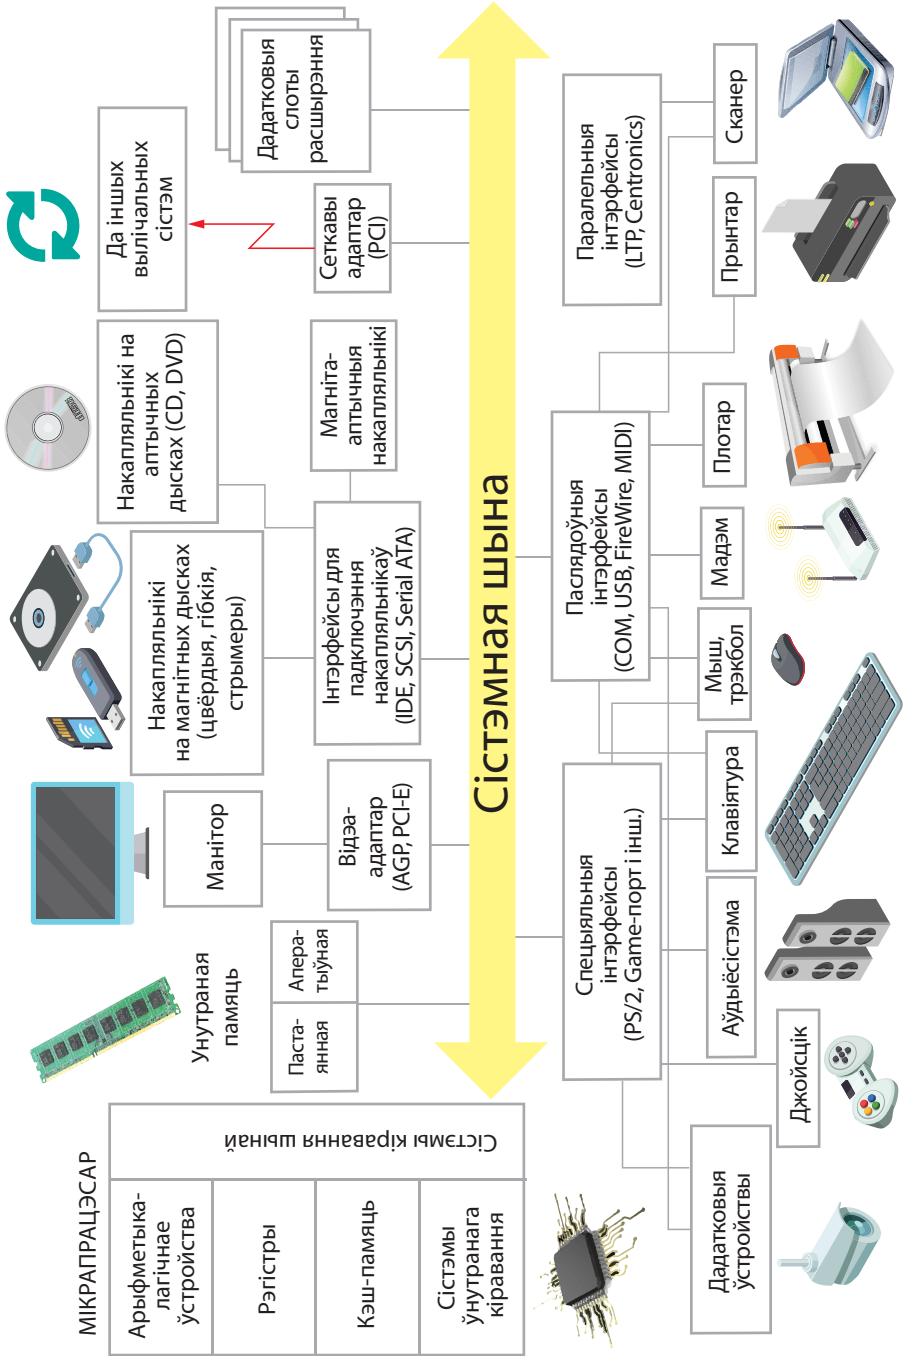 МІКРАПРАЦЭСАР
Арыфметыка-
лагічнае
ўстройства
Рэгістры
Кэш-памяць
Сістэмы
ўнутранага
кіравання
Сістэмы кіравання шынай
Унутраная
памяць
Паста-
янная
Апера-
тыўная
Манітор
Відэа-
адаптар
(AGP, PCI-E)
Накапляльнікі
на магнітных дысках
(цвёрдыя, гібкія,
стрымеры)
Накапляльнікі на
аптычных
дысках (CD, DVD)
Інтэрфейсы для
падключэння
накапляльнікаў
(IDE, SCSI, Serial ATA)
Магніта-
аптычныя
накапляльнікі
Да іншых
вылічальных
сістэм
Сеткавы
адаптар
(PCI)
Дадатковыя
слоты
расшырэння
Сістэмная шына
Спецыяльныя
інтэрфейсы
(PS/2, Game-порт і інш.)
Паслядоўныя
інтэрфейсы
(COM, USB, FireWire, MIDI)
Паралельныя
інтэрфейсы
(LTP, Centronics)
Дадатковыя
ўстройствы
Джойсцік
Аўдыёсістэма
Клавіятура
Мыш,
трэкбол
Мадэм
Плотар
Прынтар
Сканер